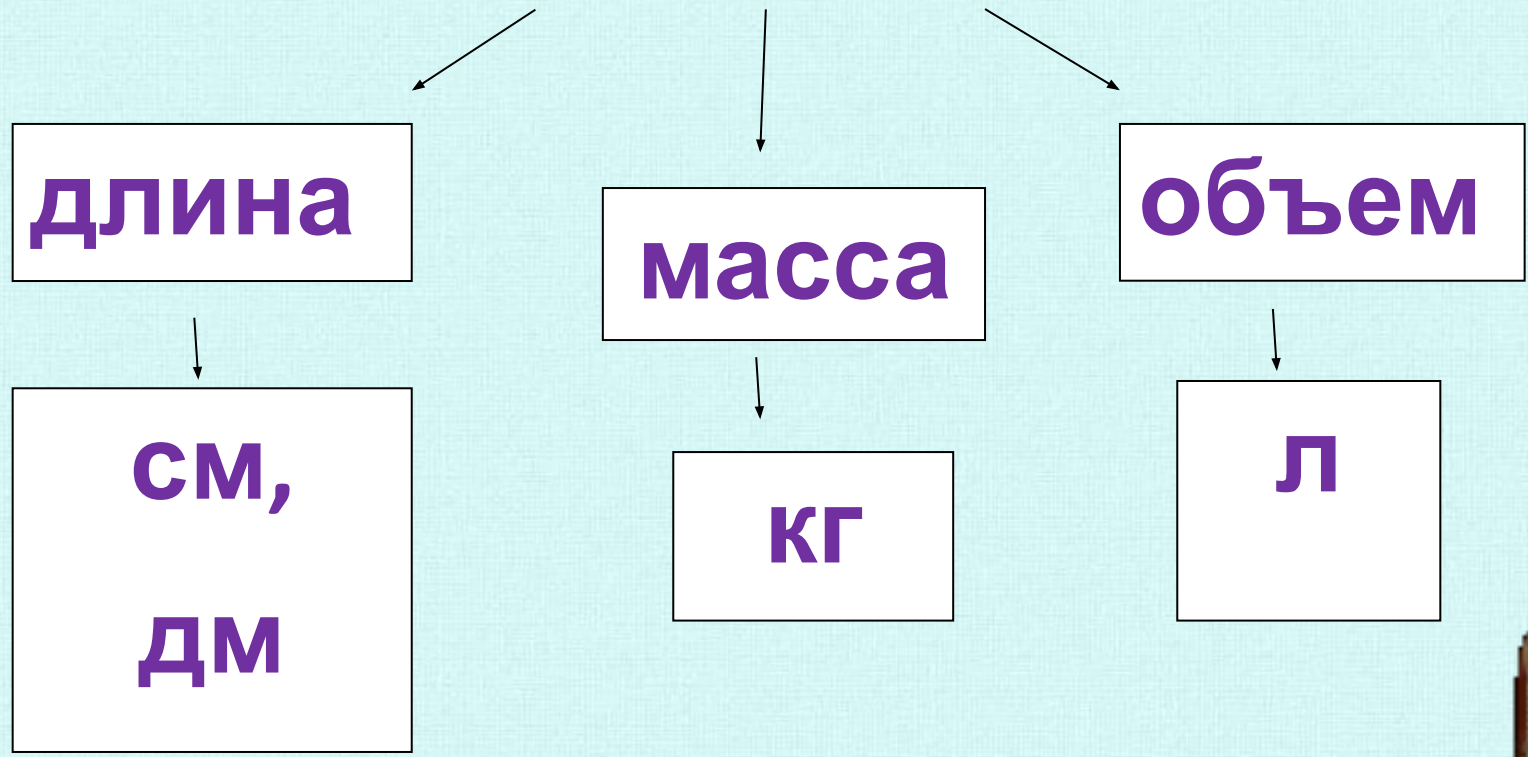 длина
масса
объем
см,
дм
кг
л